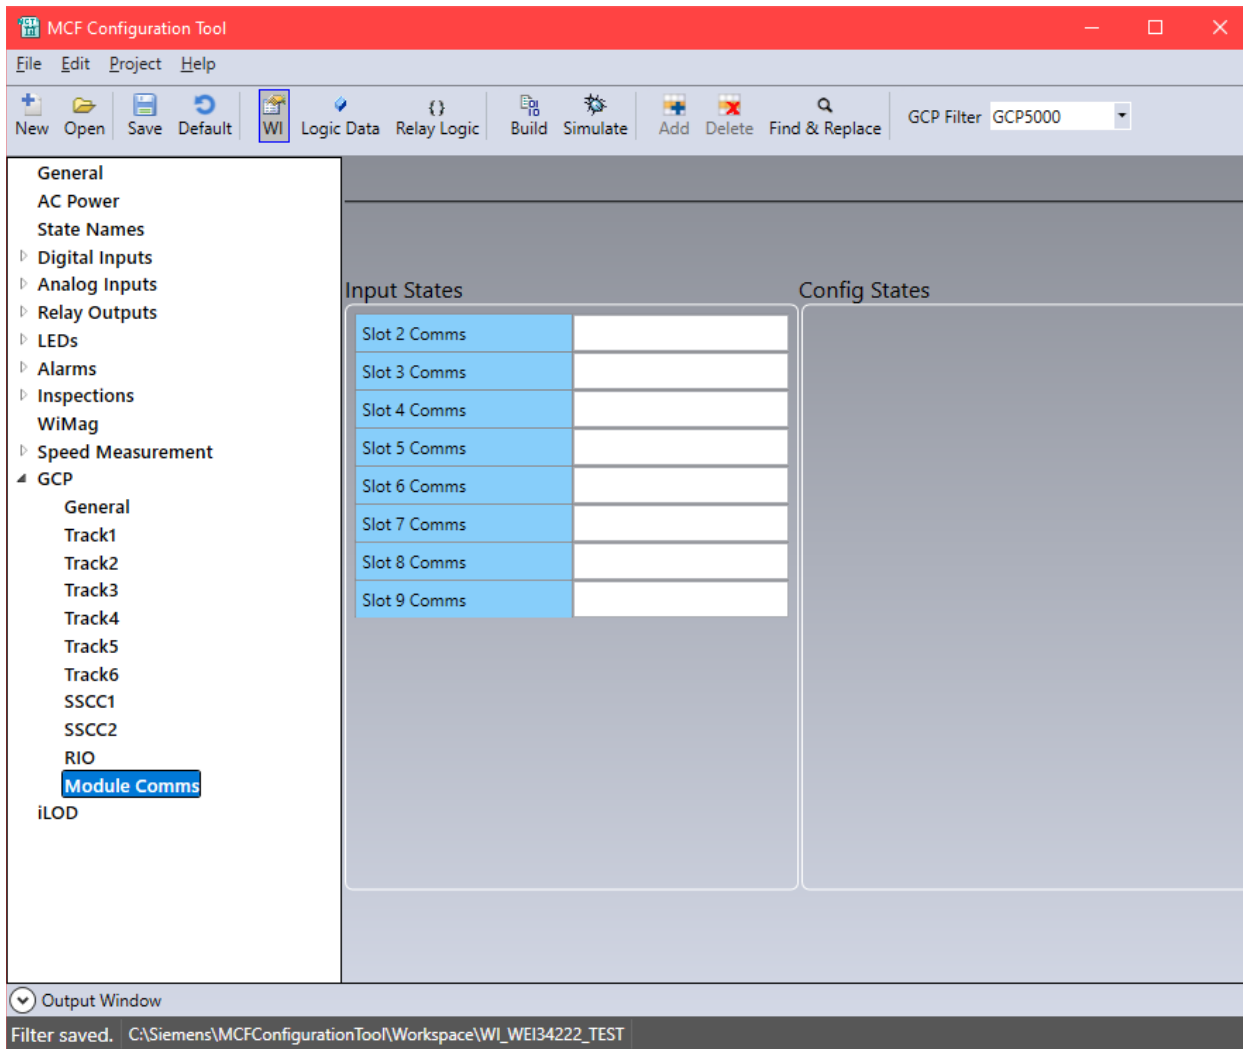 MCF Configuration Tool
File Edit Project Help
New Open Save Default WI Logic Data Relay Logic Build Simulate Add Delete Find & Replace GCP Filter GCP5000
General
AC Power
State Names
Digital Inputs
Analog Inputs
Relay Outputs
LEDs
Alarms
Inspections
WiMag
Speed Measurement
GCP
General
Track1
Track2
Track3
Track4
Track5
Track6
SSCC1
SSCC2
RIO
Module Comms
iLOD
Input States
Slot 2 Comms
Slot 3 Comms
Slot 4 Comms
Slot 5 Comms
Slot 6 Comms
Slot 7 Comms
Slot 8 Comms
Slot 9 Comms
Config States
Output Window
Filter saved. C:\Siemens\MCFConfigurationTool\Workspace\WI_WEI34222_TEST